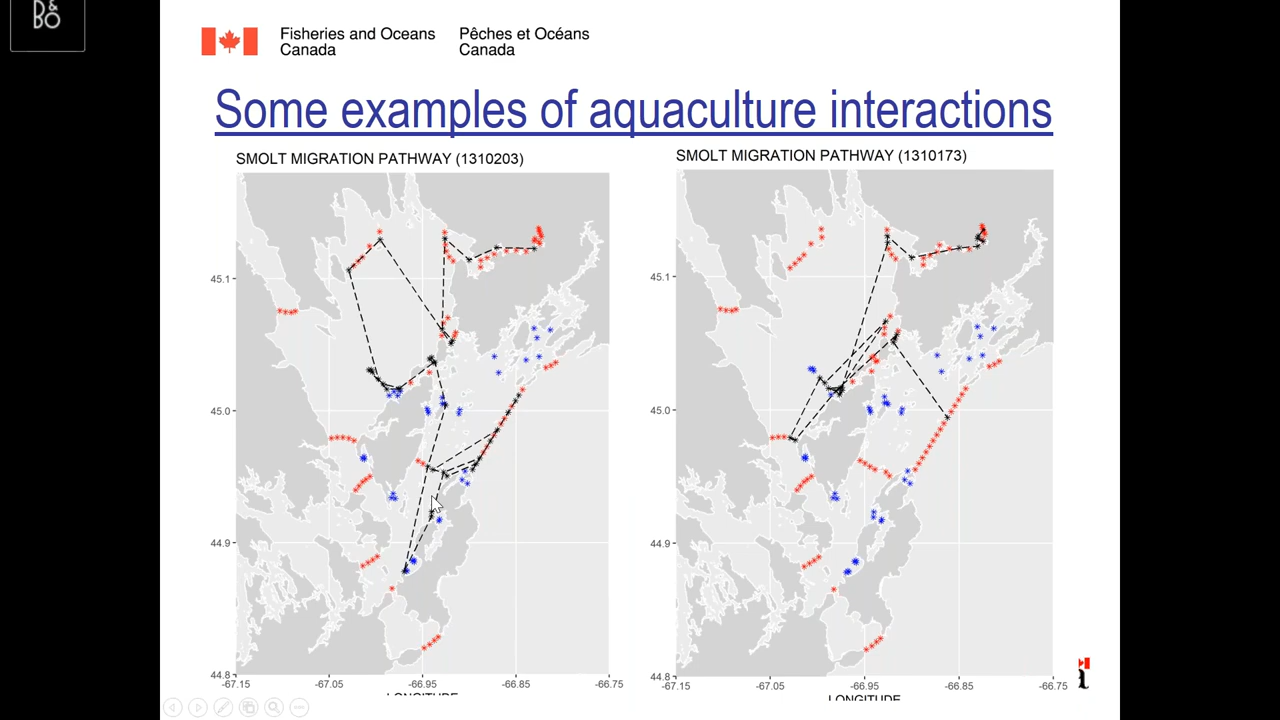 B&O
BO
Fisheries and Oceans Pêches et Océans
Canada Canada
Some examples of aquaculture interactions
SMOLT MIGRATION PATHWAY (1310203)
45.1
45.0
44.9
44.8
-67.15 -67.05 -66.95 -66.85 -66.75
LONGITUDE
SMOLT MIGRATION PATHWAY (1310173)
45.1
45.0
44.9
44.8
-67.15 -67.05 -66.95 -66.85 -66.75
LONGITUDE